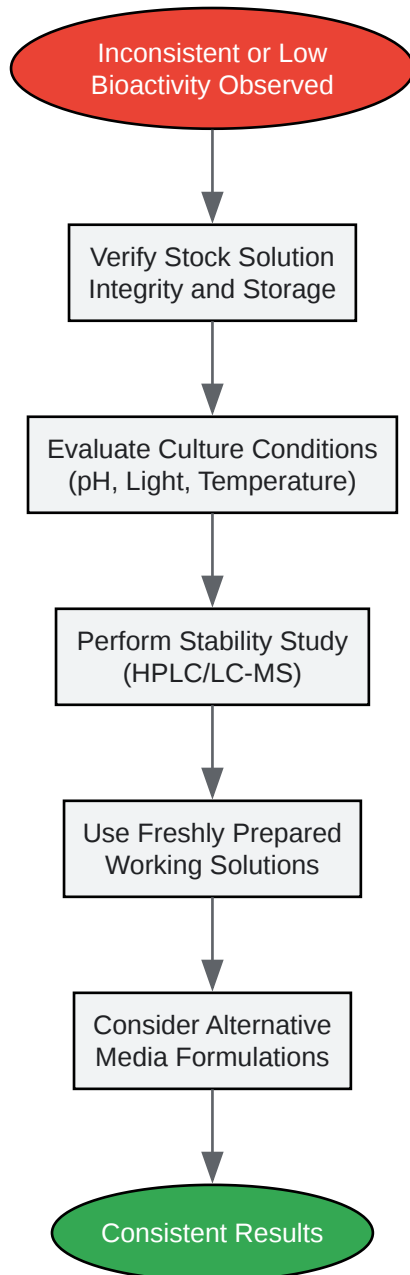 Inconsistent or Low
Bioactivity Observed
Verify Stock Solution
Integrity and Storage
Evaluate Culture Conditions
(pH, Light, Temperature)
Perform Stability Study
(HPLC/LC-MS)
Use Freshly Prepared
Working Solutions
Consider Alternative
Media Formulations
Consistent Results